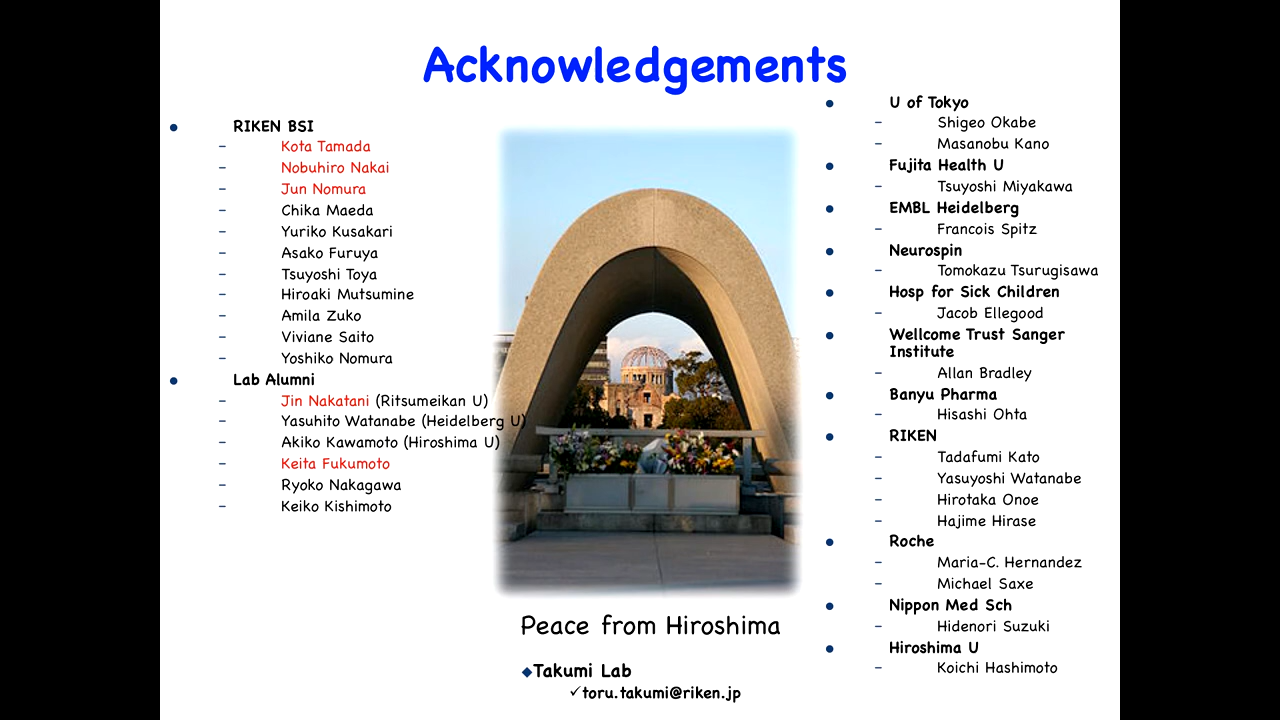 Acknowledgements
• RIKEN BSI
– Kota Tamada
– Nobuhiro Nakai
– Jun Nomura
– Chika Maeda
– Yuriko Kusakari
– Asako Furuya
– Tsuyoshi Toya
– Hiroaki Mutsumine
– Amila Zuko
– Viviane Saito
– Yoshiko Nomura
• Lab Alumni
– Jin Nakatani (Ritsumeikan U)
– Yasuhito Watanabe (Heidelberg U)
– Akiko Kawamoto (Hiroshima U)
– Keita Fukumoto
– Ryoko Nakagawa
– Keiko Kishimoto
Peace from Hiroshima
◆Takumi Lab
✓toru.takumi@riken.jp
• U of Tokyo
– Shigeo Okabe
– Masanobu Kano
• Fujita Health U
– Tsuyoshi Miyakawa
• EMBL Heidelberg
– Francois Spitz
• Neurospin
– Tomokazu Tsurugisawa
• Hosp for Sick Children
– Jacob Ellegood
• Wellcome Trust Sanger
Institute
– Allan Bradley
• Banyu Pharma
– Hisashi Ohta
• RIKEN
– Tadafumi Kato
– Yasuyoshi Watanabe
– Hirotaka Onoe
– Hajime Hirase
• Roche
– Maria-C. Hernandez
– Michael Saxe
• Nippon Med Sch
– Hidenori Suzuki
• Hiroshima U
– Koichi Hashimoto